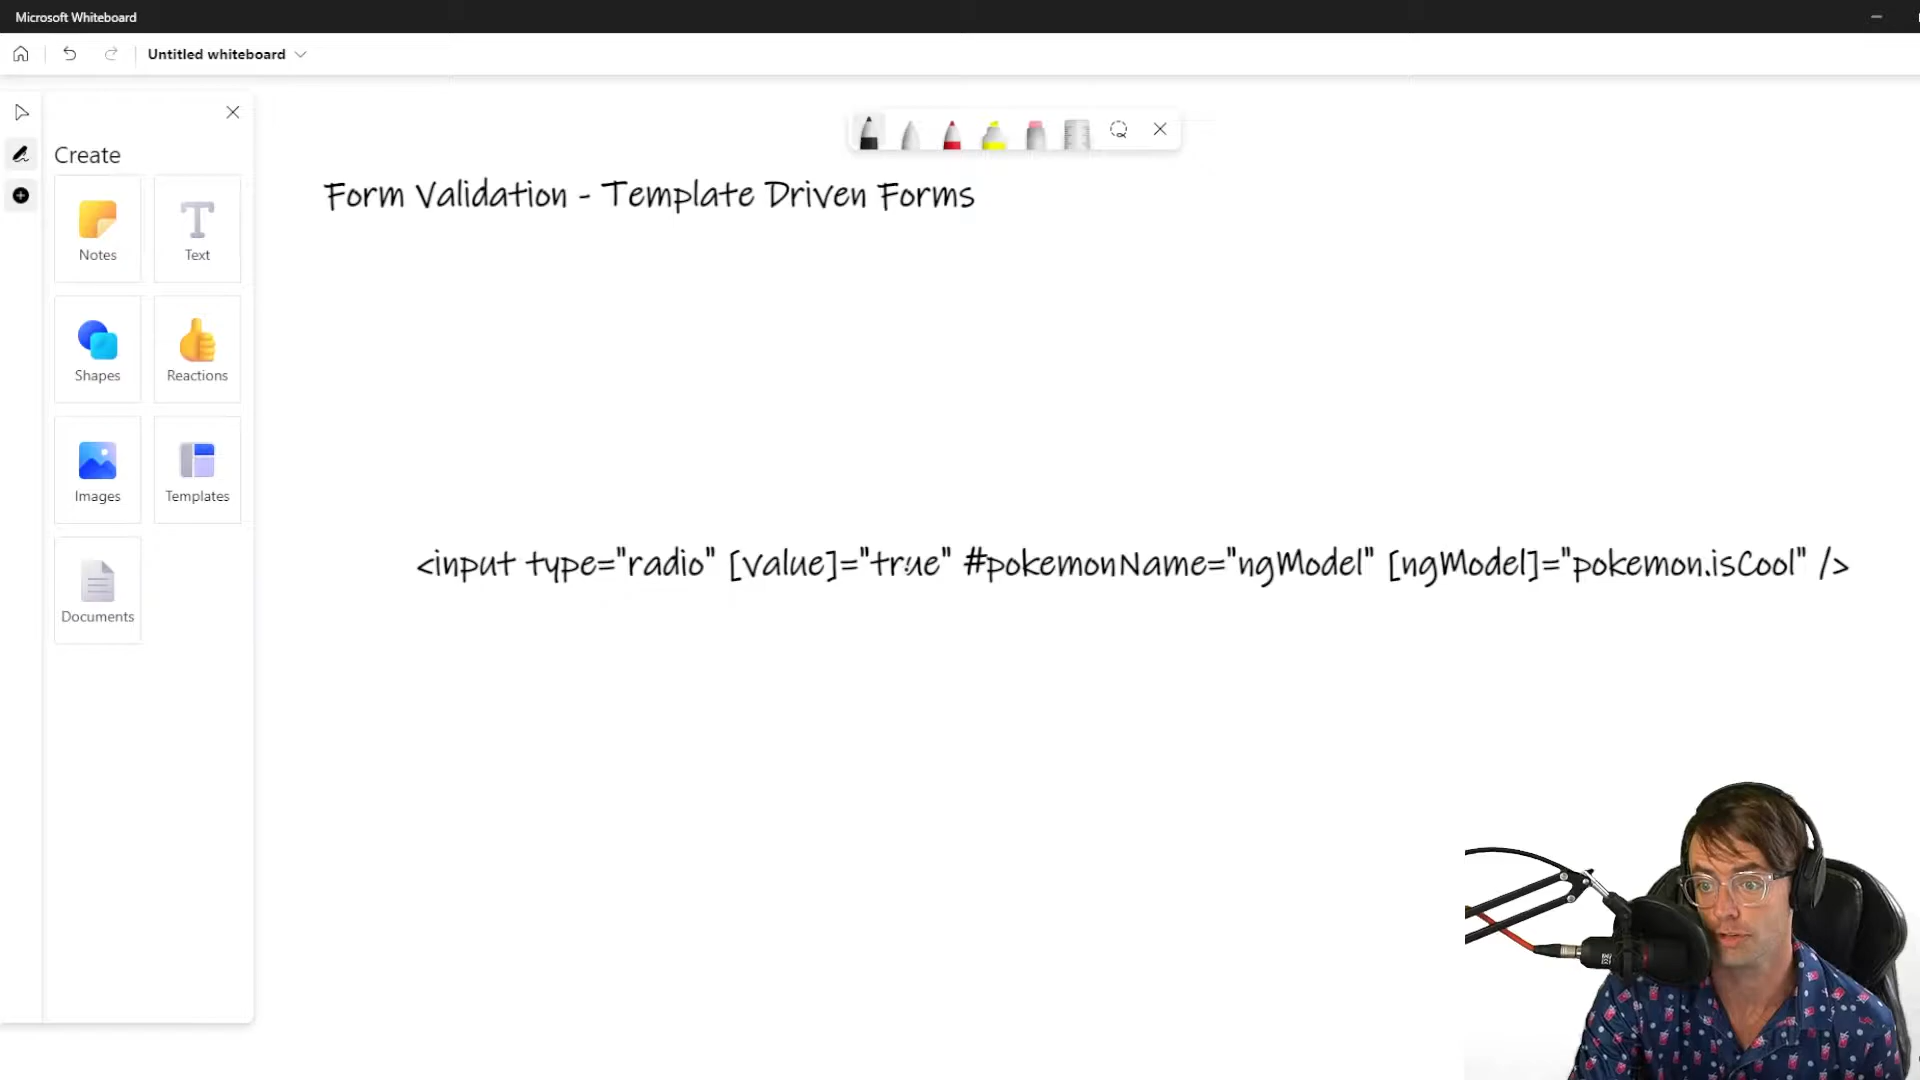 Microsoft Whiteboard
Untitled whiteboard
Create
Notes
Text
Shapes
Reactions
Images
Templates
Documents
Form Validation - Template Driven Forms
<input type="radio" [value]="true" #pokemonName="ngModel" [ngModel]="pokemon.isCool" />